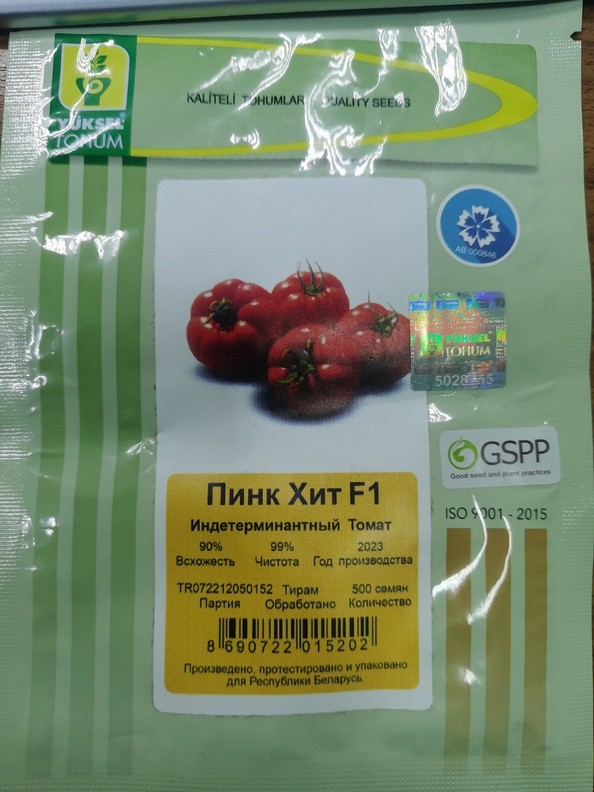 YÜKSEL®
TOHUM
KALİTELİ TOHUMLAR QUALITY SEEDS
AB 000846
YÜKSEL
TOHUM
GSPP
Good seed and plant practices
ISO 9001 - 2015
Пинк Хит F1
Индетерминантный Томат
90% 99% 2023
Всхожесть Чистота Год производства
TR072212050152 Тирам 500 семян
Партия Обработано Количество
8 690722 015202
Произведено, протестировано и упаковано
для Республики Беларусь.